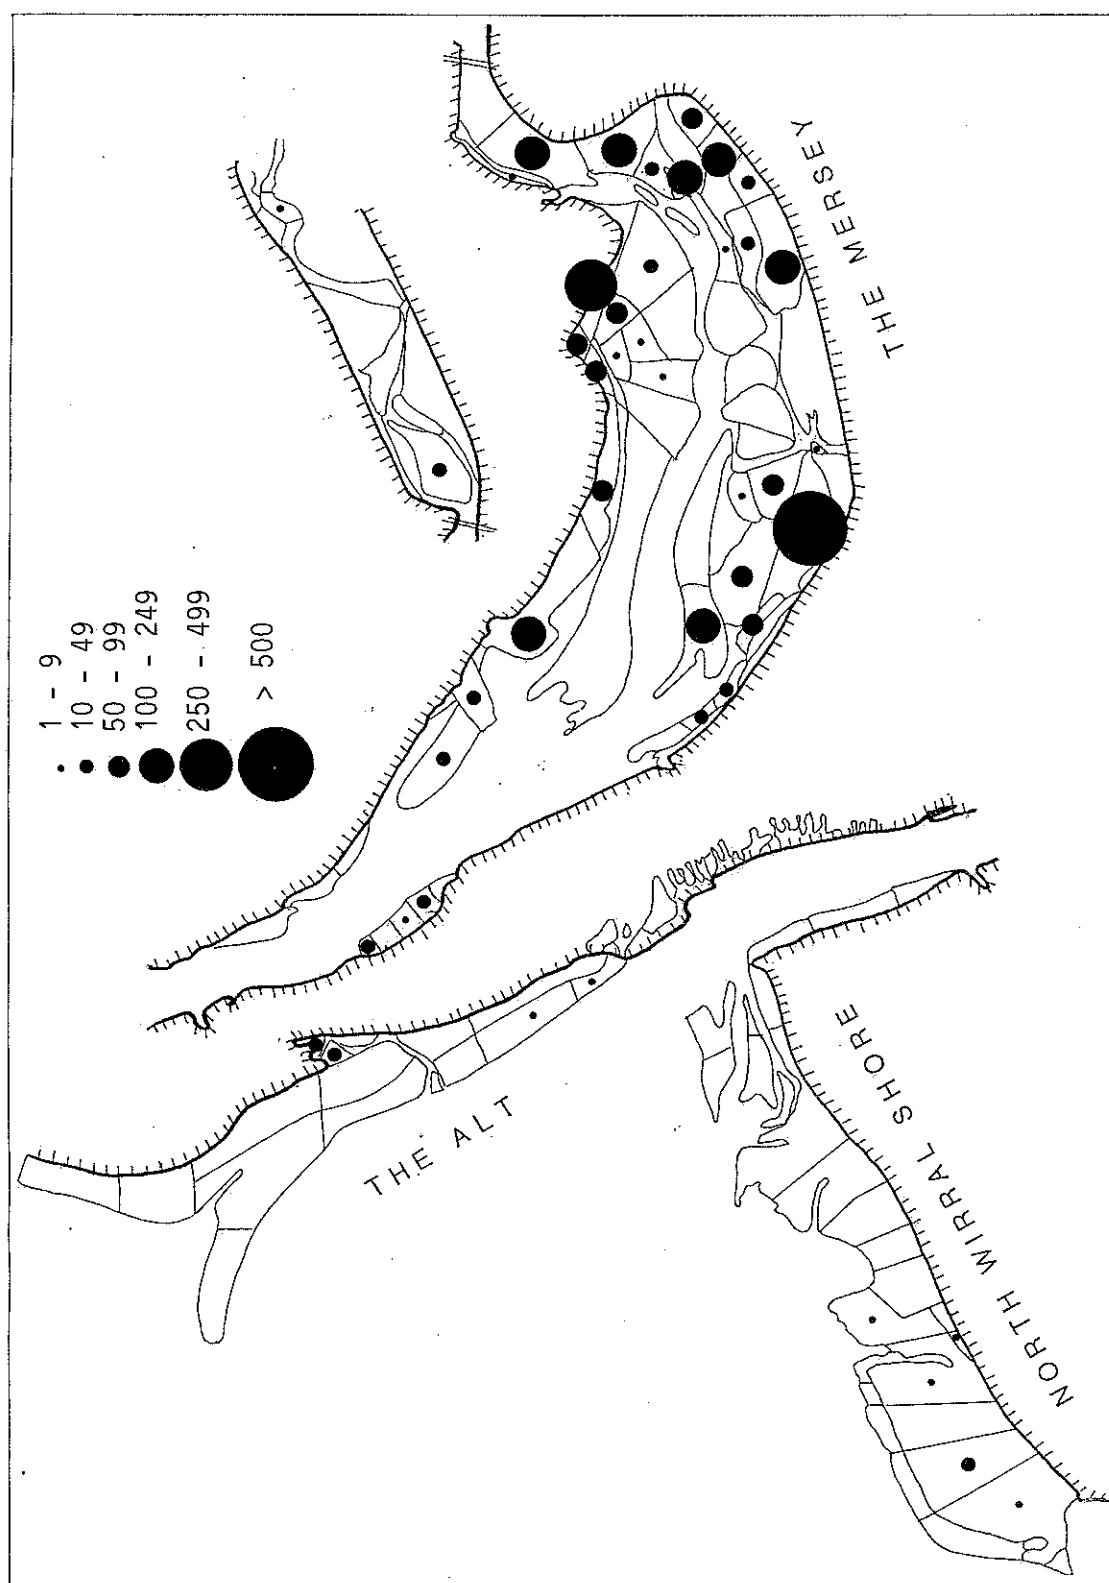 1 - 9
10 - 49
50 - 99
100 - 249
250 - 499
> 500
THE MERSEY
THE ALT
NORTH WIRRAL SHORE